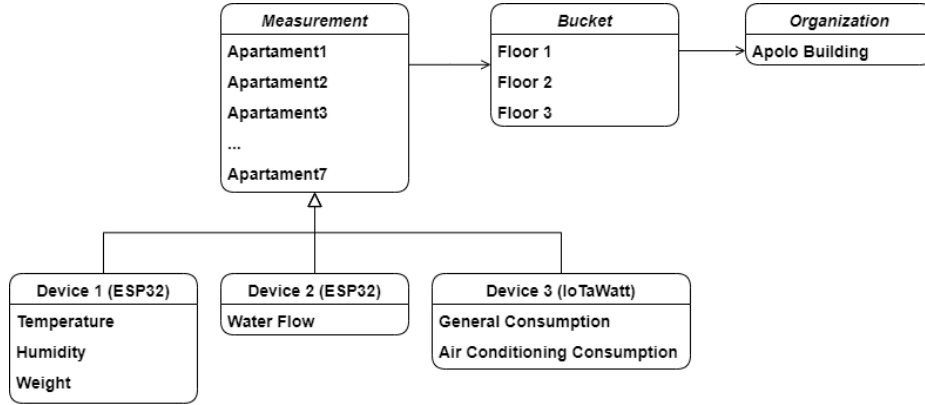 Measurement
Apartament1
Apartament2
Apartament3
...
Apartament7
Bucket
Floor 1
Floor 2
Floor 3
Organization
Apolo Building
Device 1 (ESP32)
Temperature
Humidity
Weight
Device 2 (ESP32)
Water Flow
Device 3 (IoTaWatt)
General Consumption
Air Conditioning Consumption